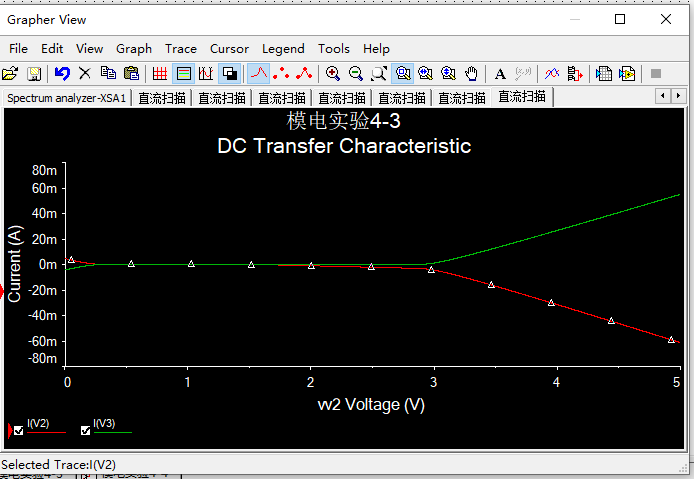 Grapher View
File Edit View Graph Trace Cursor Legend Tools Help
Spectrum analyzer-XSA1 直流扫描 直流扫描 直流扫描 直流扫描 直流扫描 直流扫描 直流扫描
模电实验4-3
DC Transfer Characteristic
80m
60m
40m
20m
0m
-20m
-40m
-60m
-80m
Current (A)
0 1 2 3 4 5
vv2 Voltage (V)
I(V2) I(V3)
Selected Trace:I(V2)